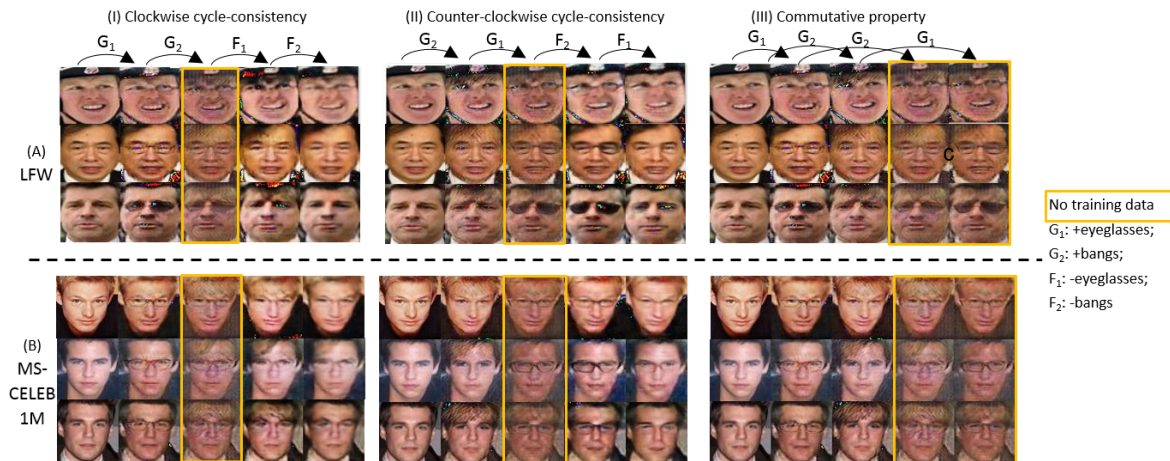 (I) Clockwise cycle-consistency
(II) Counter-clockwise cycle-consistency
(III) Commutative property
G₁ G₂ F₁ F₂
G₂ G₁ F₂ F₁
G₁ G₂ G₂ G₁
(A)
LFW
C
No training data
G₁: +eyeglasses;
G₂: +bangs;
F₁: -eyeglasses;
F₂: -bangs
(B)
MS-
CELEB
1M